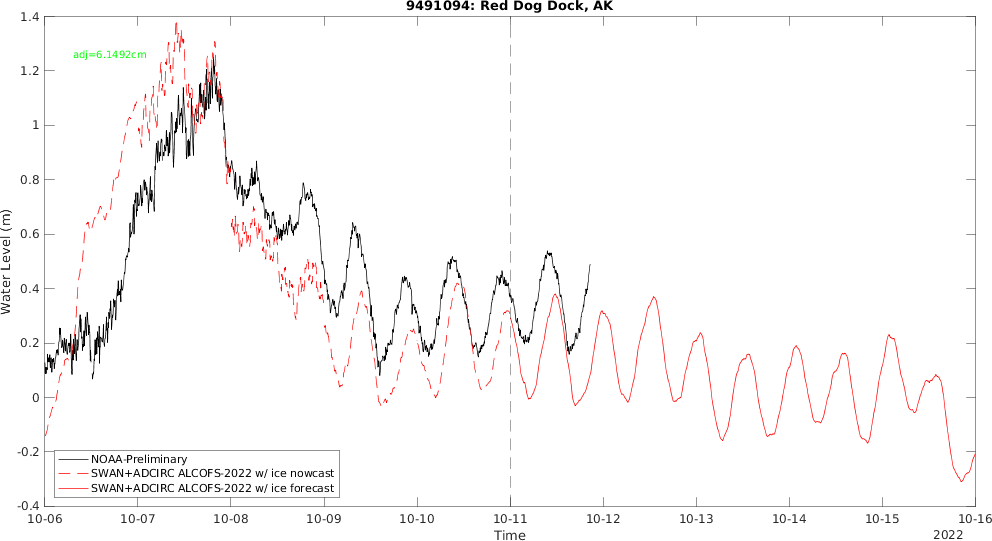 9491094: Red Dog Dock, AK
adj=6.1492cm
Water Level (m)
1.4
1.2
1
0.8
0.6
0.4
0.2
0
-0.2
-0.4
NOAA-Preliminary
SWAN+ADCIRC ALCOFS-2022 w/ ice nowcast
SWAN+ADCIRC ALCOFS-2022 w/ ice forecast
10-06 10-07 10-08 10-09 10-10 10-11 10-12 10-13 10-14 10-15 10-16
Time
2022